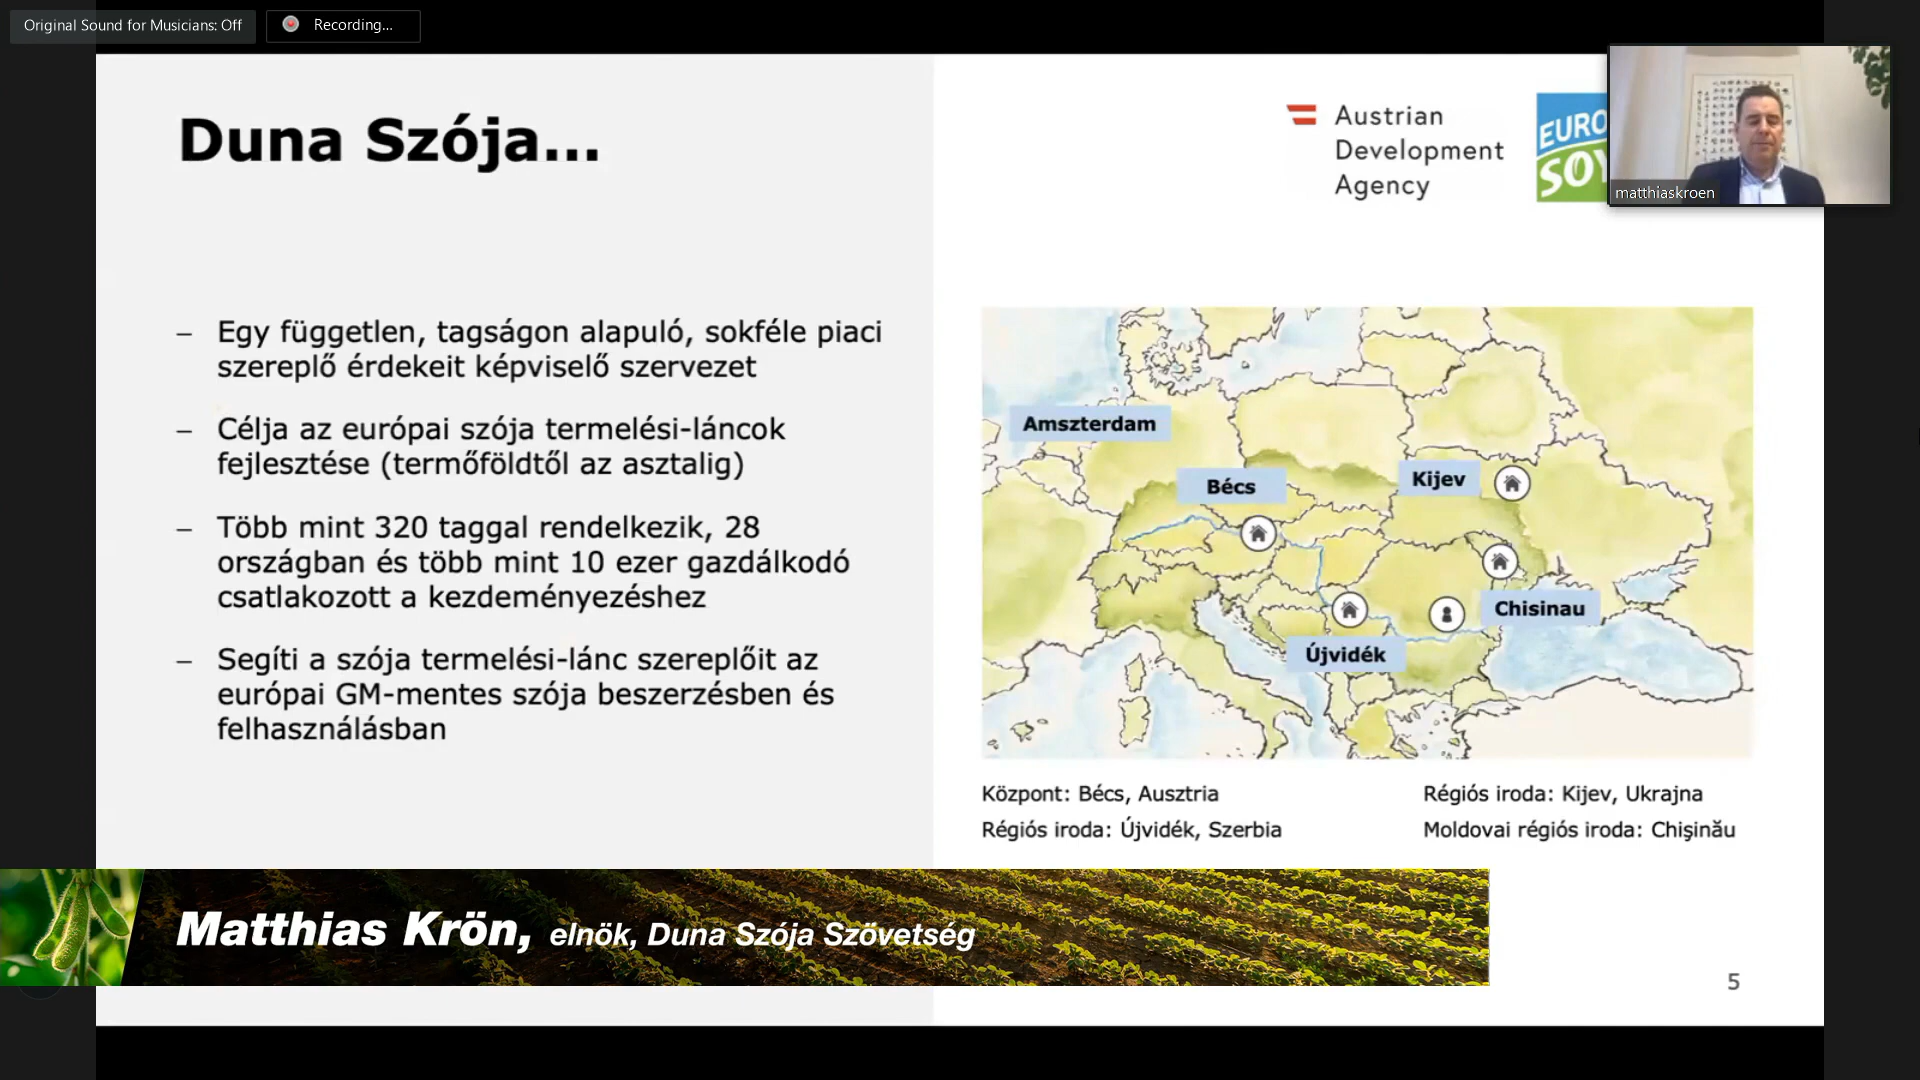 Original Sound for Musicians: Off
Recording...
Duna Szója...
Austrian
Development
Agency
EURO
SOY
matthiaskroen
– Egy független, tagságon alapuló, sokféle piaci
szereplő érdekeit képviselő szervezet
– Célja az európai szója termelési-láncok
fejlesztése (termőföldtől az asztalig)
– Több mint 320 taggal rendelkezik, 28
országban és több mint 10 ezer gazdálkodó
csatlakozott a kezdeményezéshez
– Segíti a szója termelési-lánc szereplőit az
európai GM-mentes szója beszerzésben és
felhasználásban
Amszterdam
Bécs
Kijev
Chisinau
Újvidék
Központ: Bécs, Ausztria
Régiós iroda: Újvidék, Szerbia
Régiós iroda: Kijev, Ukrajna
Moldovai régiós iroda: Chişinău
Matthias Krön, elnök, Duna Szója Szövetség
5